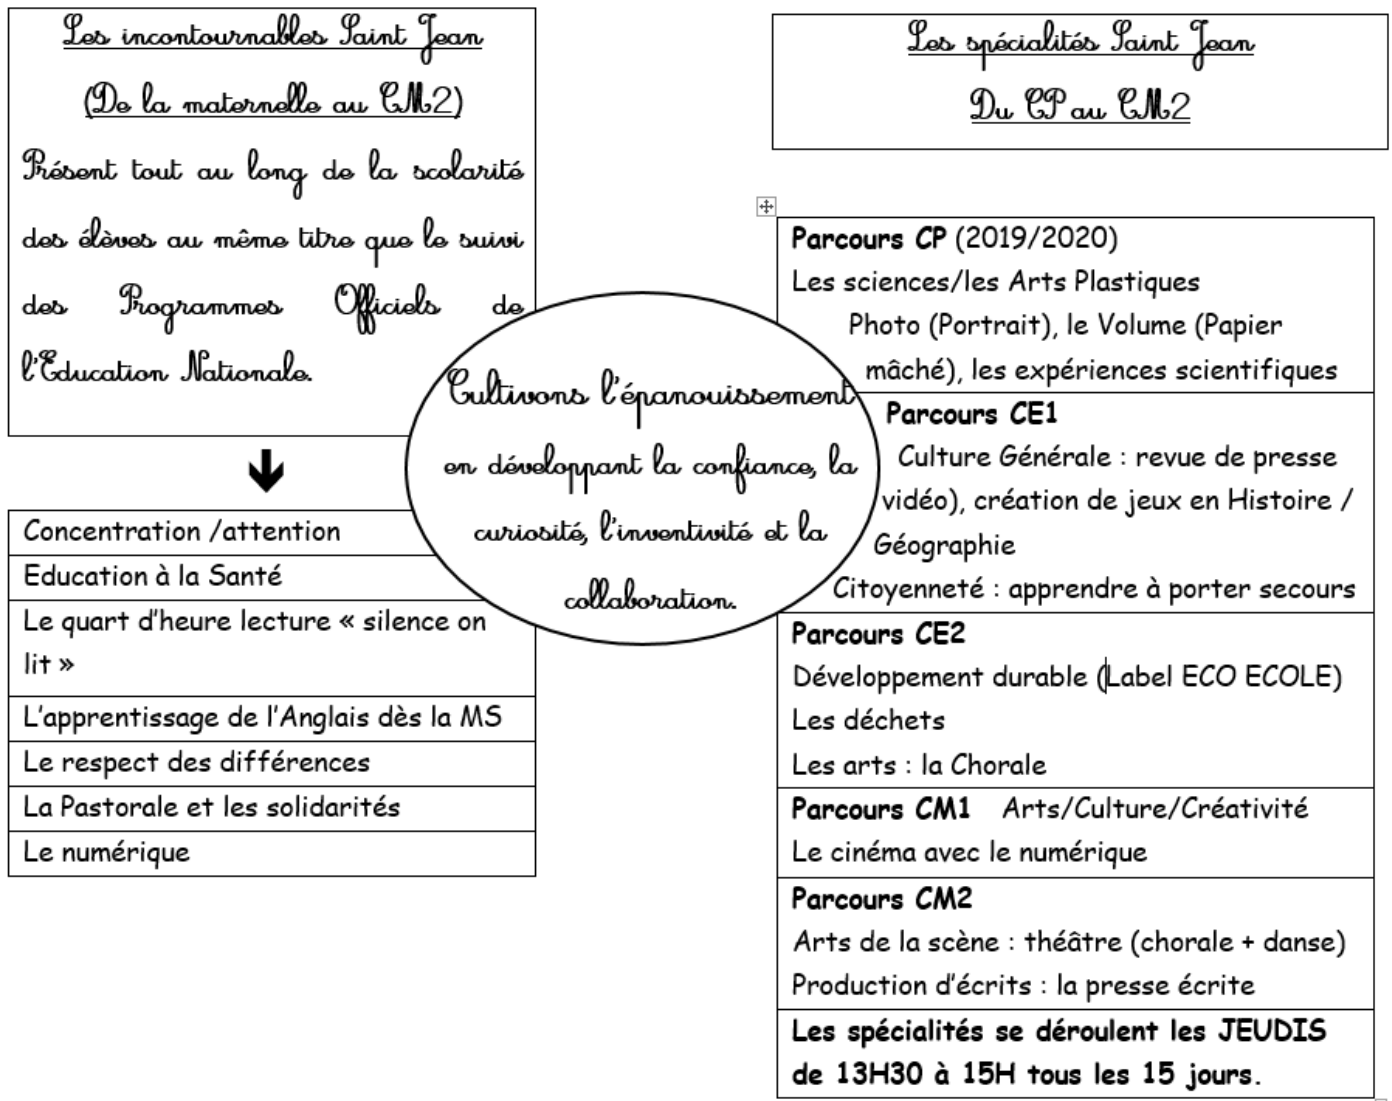 Les incontournables Saint Jean
(De la maternelle au CM2)
Présent tout au long de la scolarité
des élèves au même titre que le suivi
des Programmes Officiels de
l'Education Nationale.
Concentration /attention
Education à la Santé
Le quart d'heure lecture « silence on
lit »
L'apprentissage de l'Anglais dès la MS
Le respect des différences
La Pastorale et les solidarités
Le numérique
Cultivons l'épanouissement
en développant la confiance, la
curiosité, l'inventivité et la
collaboration.
Les spécialités Saint Jean
Du CP au CM2
Parcours CP (2019/2020)
Les sciences/les Arts Plastiques
Photo (Portrait), le Volume (Papier
mâché), les expériences scientifiques
Parcours CE1
Culture Générale : revue de presse
vidéo), création de jeux en Histoire /
Géographie
Citoyenneté : apprendre à porter secours
Parcours CE2
Développement durable (Label ECO ECOLE)
Les déchets
Les arts : la Chorale
Parcours CM1 Arts/Culture/Créativité
Le cinéma avec le numérique
Parcours CM2
Arts de la scène : théâtre (chorale + danse)
Production d'écrits : la presse écrite
Les spécialités se déroulent les JEUDIS
de 13H30 à 15H tous les 15 jours.